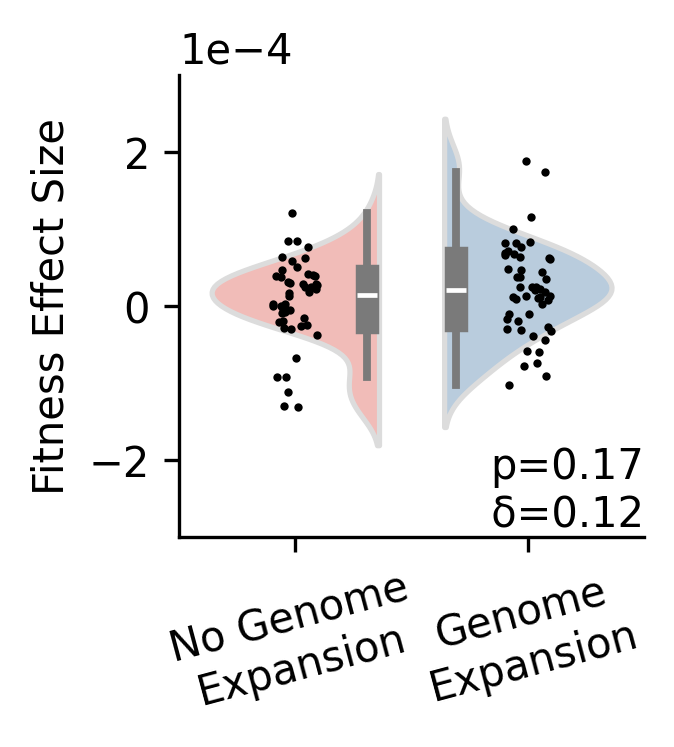 1e−4
Fitness Effect Size
2
0
−2
p=0.17
δ=0.12
No Genome
Expansion
Genome
Expansion